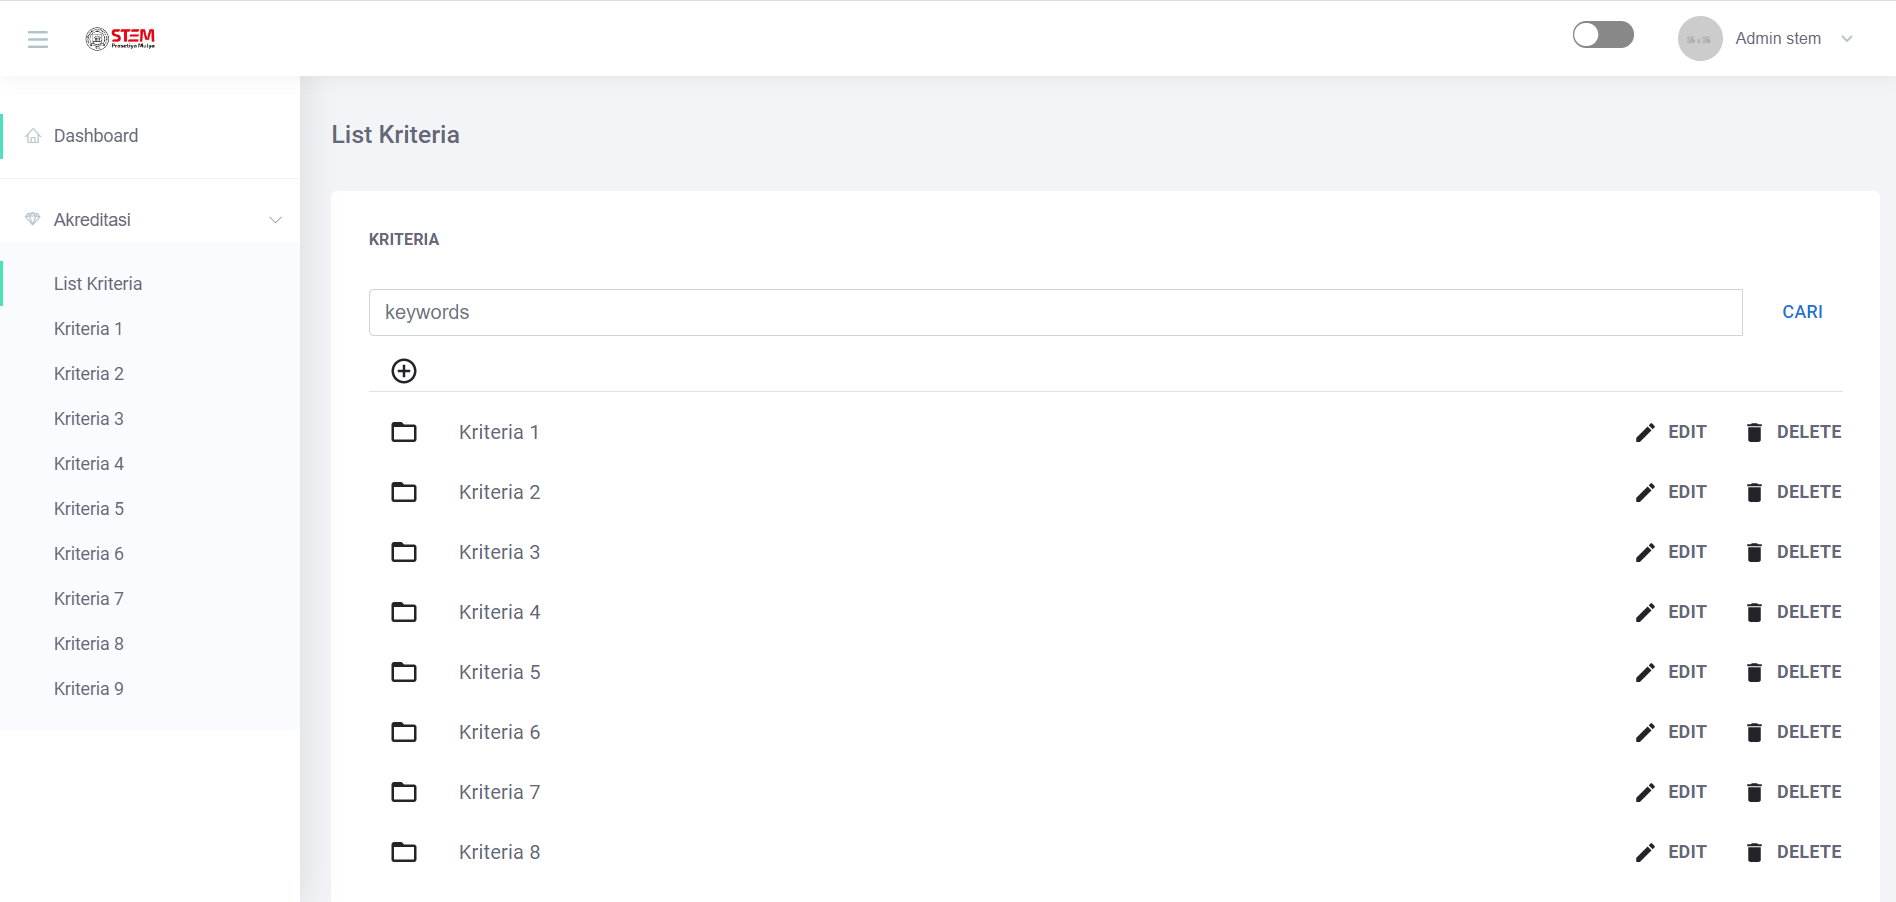 STEM
Prasetiya Mulya
Admin stem
Dashboard
Akreditasi
List Kriteria
Kriteria 1
Kriteria 2
Kriteria 3
Kriteria 4
Kriteria 5
Kriteria 6
Kriteria 7
Kriteria 8
Kriteria 9
List Kriteria
KRITERIA
keywords CARI
Kriteria 1 EDIT DELETE
Kriteria 2 EDIT DELETE
Kriteria 3 EDIT DELETE
Kriteria 4 EDIT DELETE
Kriteria 5 EDIT DELETE
Kriteria 6 EDIT DELETE
Kriteria 7 EDIT DELETE
Kriteria 8 EDIT DELETE